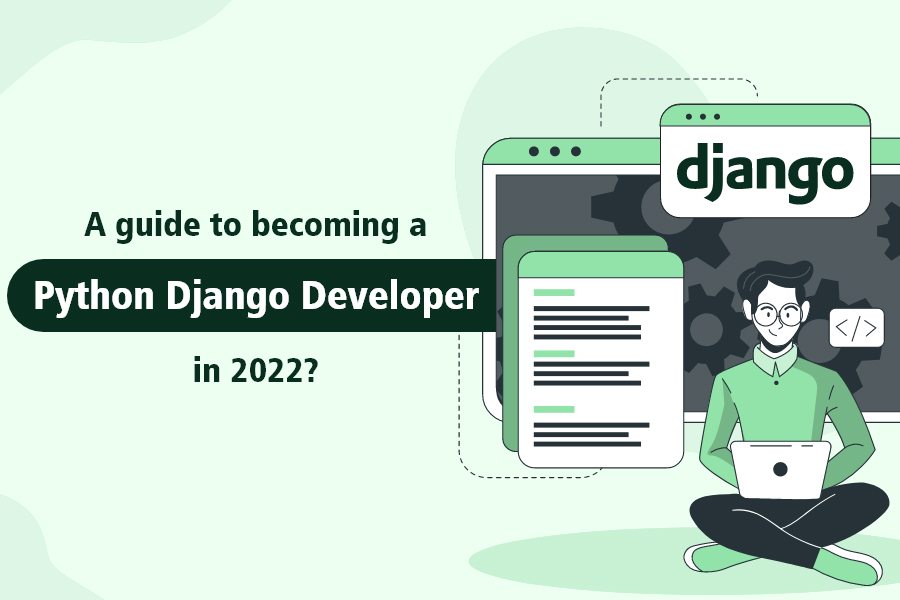 A guide to becoming a
Python Django Developer
in 2022?
django
</>